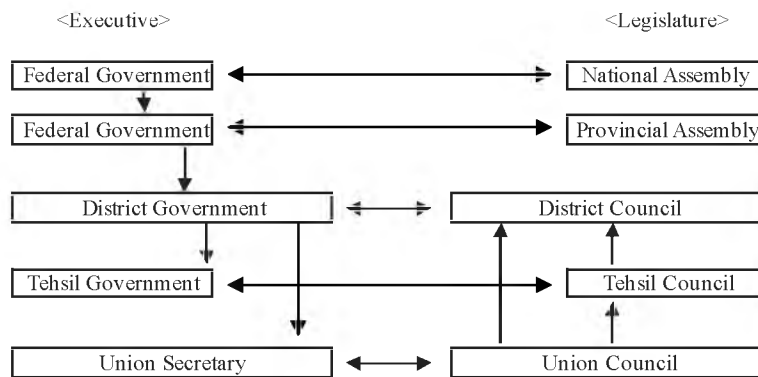 <Executive> <Legislature>
Federal Government National Assembly
Federal Government Provincial Assembly
District Government District Council
Tehsil Government Tehsil Council
Union Secretary Union Council